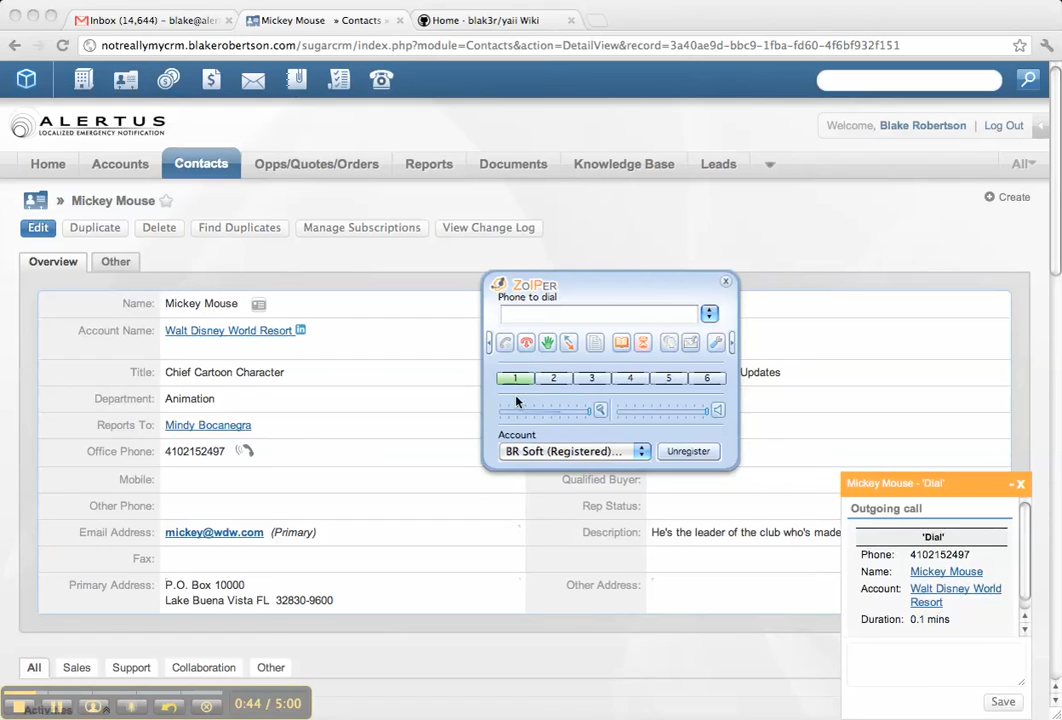 Inbox (14,644) – blake@aler
Mickey Mouse » Contacts
Home · blak3r/yaii Wiki
notreallymycrm.blakerobertson.com/sugarcrm/index.php?module=Contacts&action=DetailView&record=3a40ae9d-bbc9-1fba-fd60-4f6bf932f151
ALERTUS
LOCALIZED EMERGENCY NOTIFICATION
Welcome, Blake Robertson | Log Out
Home Accounts Contacts Opps/Quotes/Orders Reports Documents Knowledge Base Leads All
» Mickey Mouse
Create
Edit Duplicate Delete Find Duplicates Manage Subscriptions View Change Log
Overview Other
Name: Mickey Mouse
Account Name: Walt Disney World Resort
Title: Chief Cartoon Character
Updates
Department: Animation
Reports To: Mindy Bocanegra
Office Phone: 4102152497
Mobile:
Qualified Buyer:
Other Phone:
Rep Status:
Email Address: mickey@wdw.com (Primary)
Description: He's the leader of the club who's made
Fax:
Primary Address: P.O. Box 10000
Lake Buena Vista FL 32830-9600
Other Address:
ZoIPER
Phone to dial
1 2 3 4 5 6
Account
BR Soft (Registered)... Unregister
Mickey Mouse - 'Dial' - X
Outgoing call
'Dial'
Phone: 4102152497
Name: Mickey Mouse
Account: Walt Disney World
Resort
Duration: 0.1 mins
Save
All Sales Support Collaboration Other
Activities
0:44 / 5:00